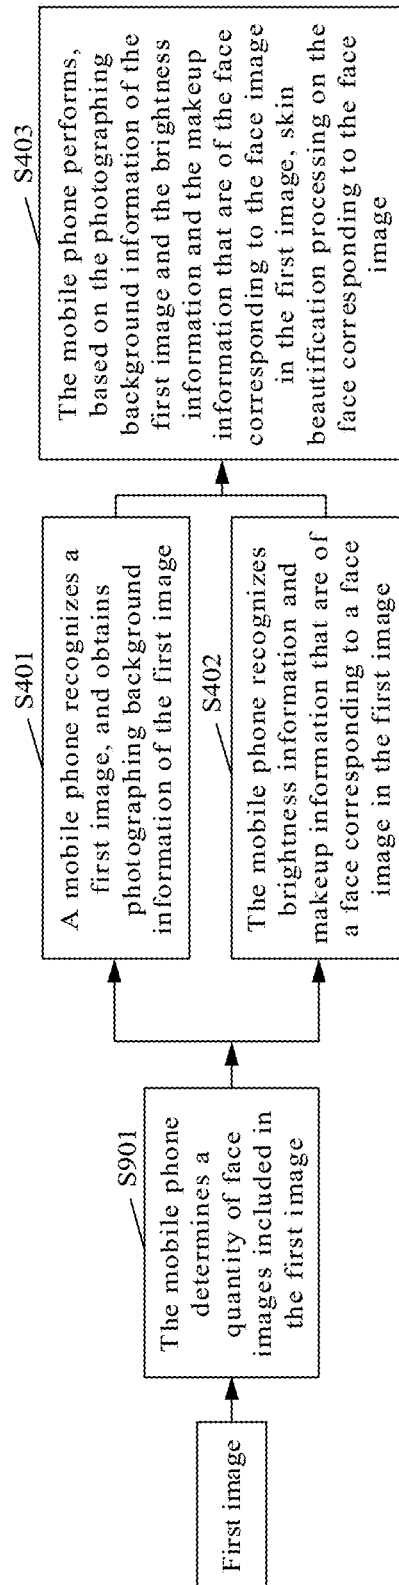 First image
S901
The mobile phone
determines a
quantity of face
images included in
the first image
S401
A mobile phone recognizes a
first image, and obtains
photographing background
information of the first image
S402
The mobile phone recognizes
brightness information and
makeup information that are of
a face corresponding to a face
image in the first image
S403
The mobile phone performs,
based on the photographing
background information of the
first image and the brightness
information and the makeup
information that are of the face
corresponding to the face image
in the first image, skin
beautification processing on the
face corresponding to the face
image